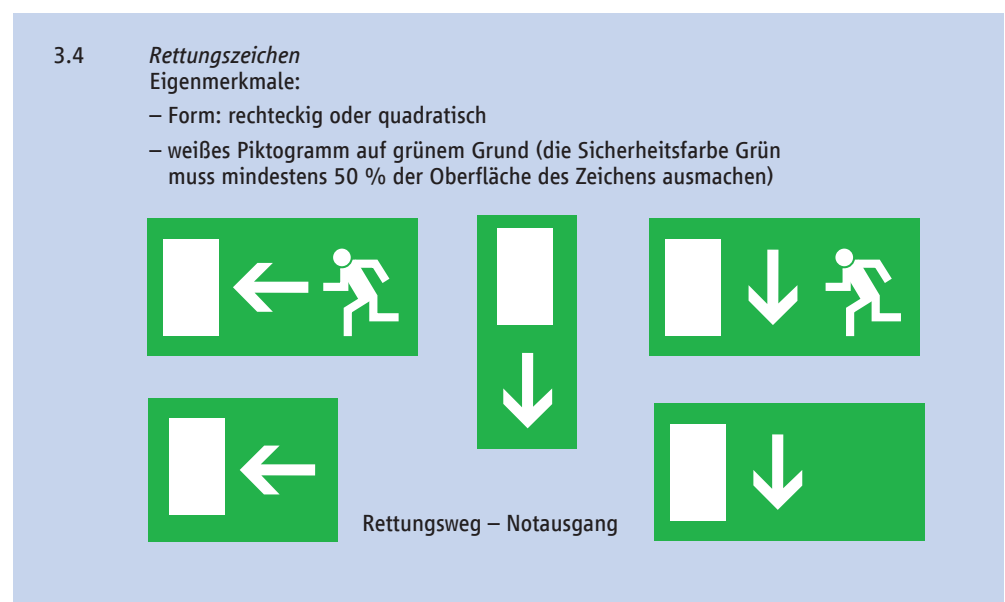 3.4 Rettungszeichen
Eigenmerkmale:
– Form: rechteckig oder quadratisch
– weißes Piktogramm auf grünem Grund (die Sicherheitsfarbe Grün
muss mindestens 50 % der Oberfläche des Zeichens ausmachen)
Rettungsweg – Notausgang